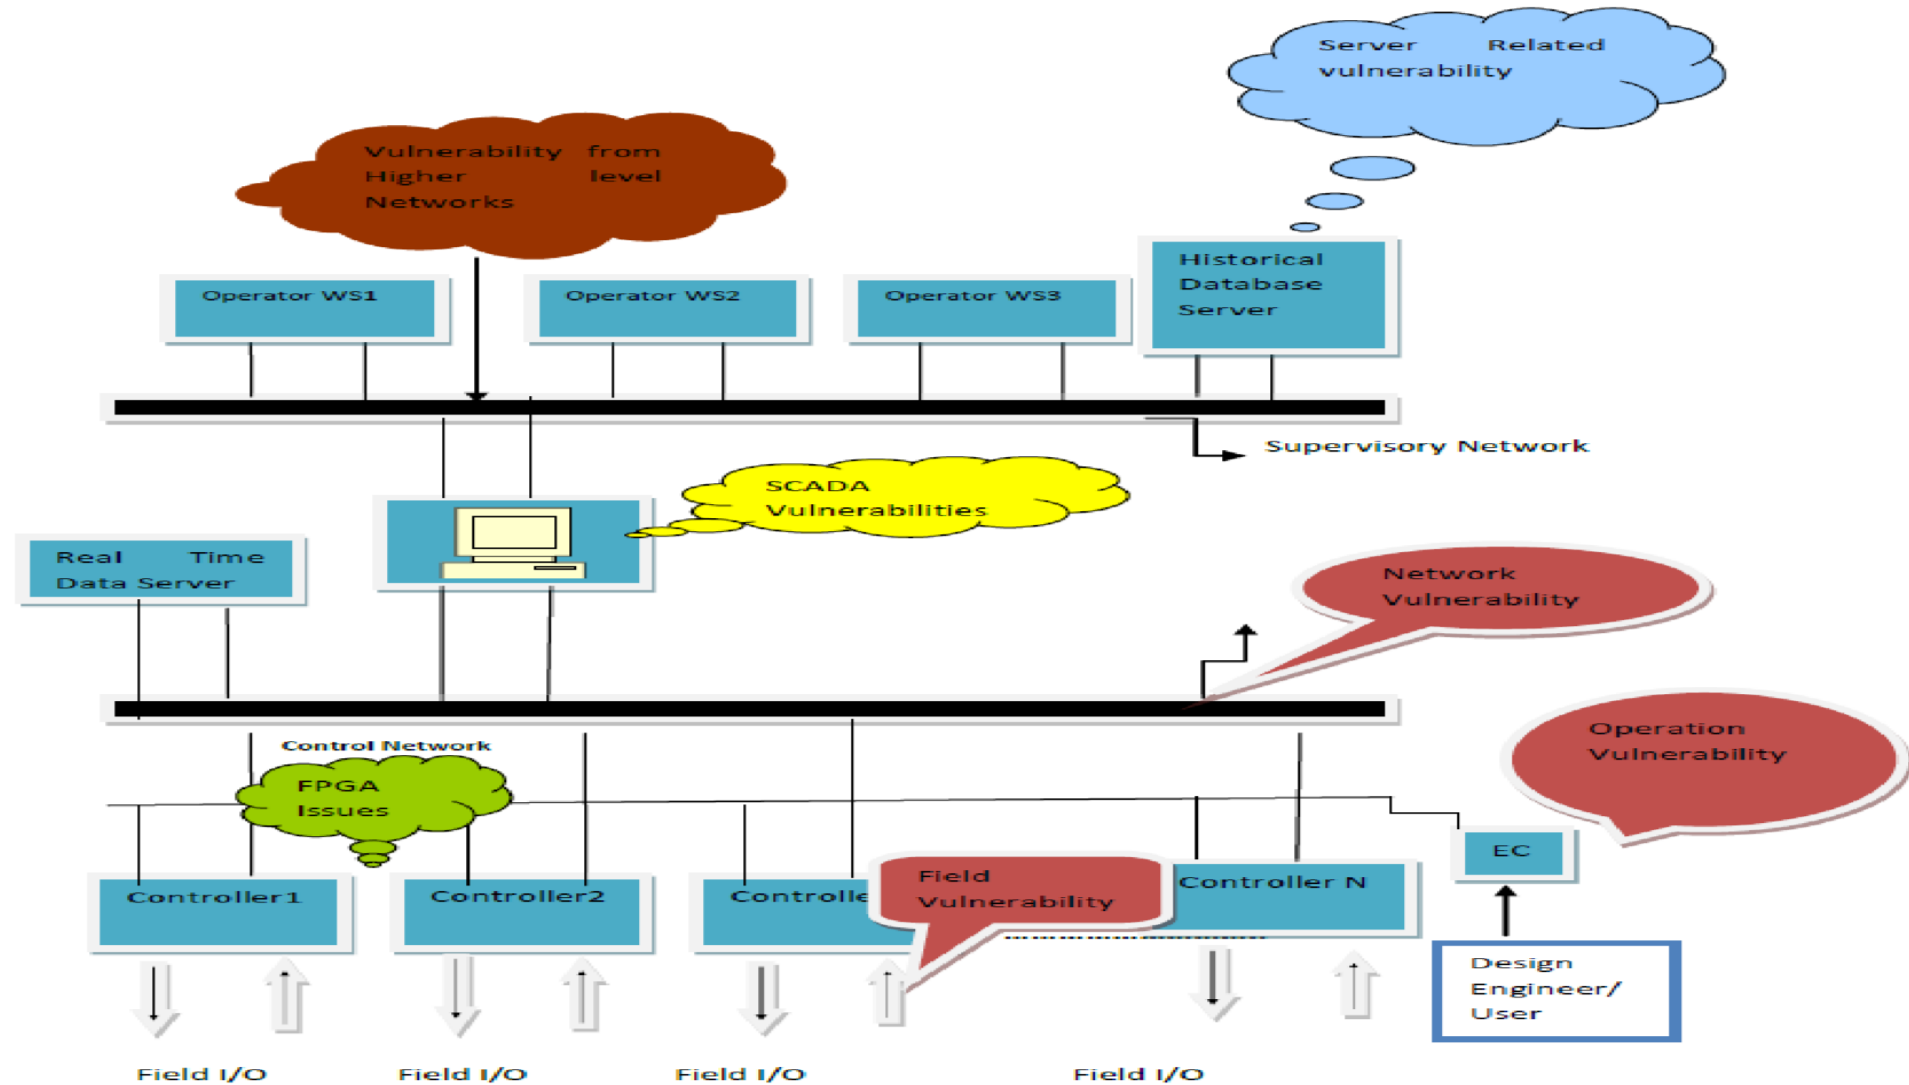 Server Related
vulnerability
Vulnerability from
Higher level
Networks
Historical
Database
Server
Operator WS1
Operator WS2
Operator WS3
Supervisory Network
SCADA
Vulnerabilities
Real Time
Data Server
Network
Vulnerability
Operation
Vulnerability
Control Network
FPGA
Issues
EC
Field
Vulnerability
Controller1
Controller2
Controlle
Controller N
Design
Engineer/
User
Field I/O
Field I/O
Field I/O
Field I/O